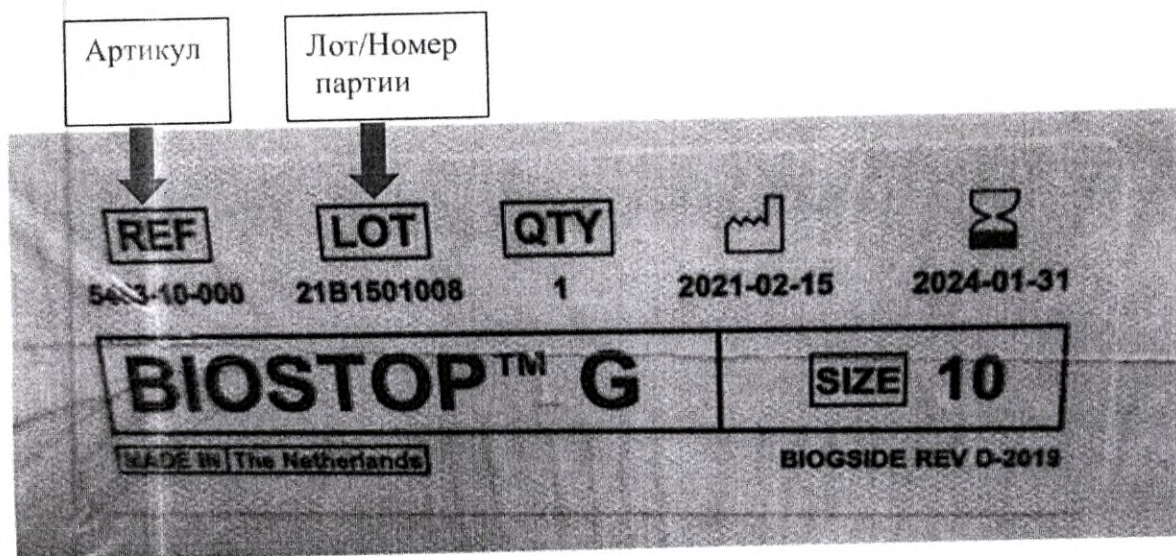 Артикул
Лот/Номер
партии
REF LOT QTY
21B1501008 1 2021-02-15 2024-01-31
BIOSTOP™ G SIZE 10
MADE IN The Netherlands BIOGSIDE REV D-2019